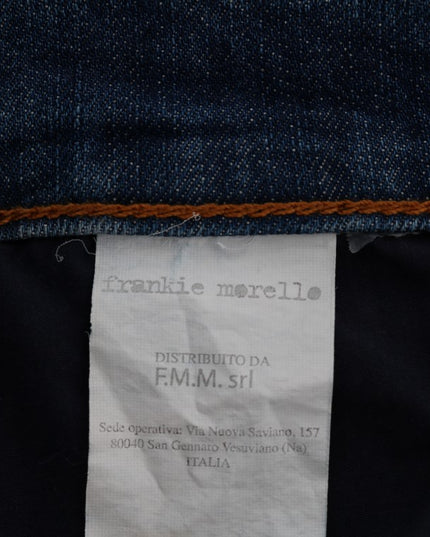 frankie morello
DISTRIBUITO DA
F.M.M. srl
Sede operativa: Via Nuova Saviano, 157
80040 San Gennaro Vesuviano (Na)
ITALIA